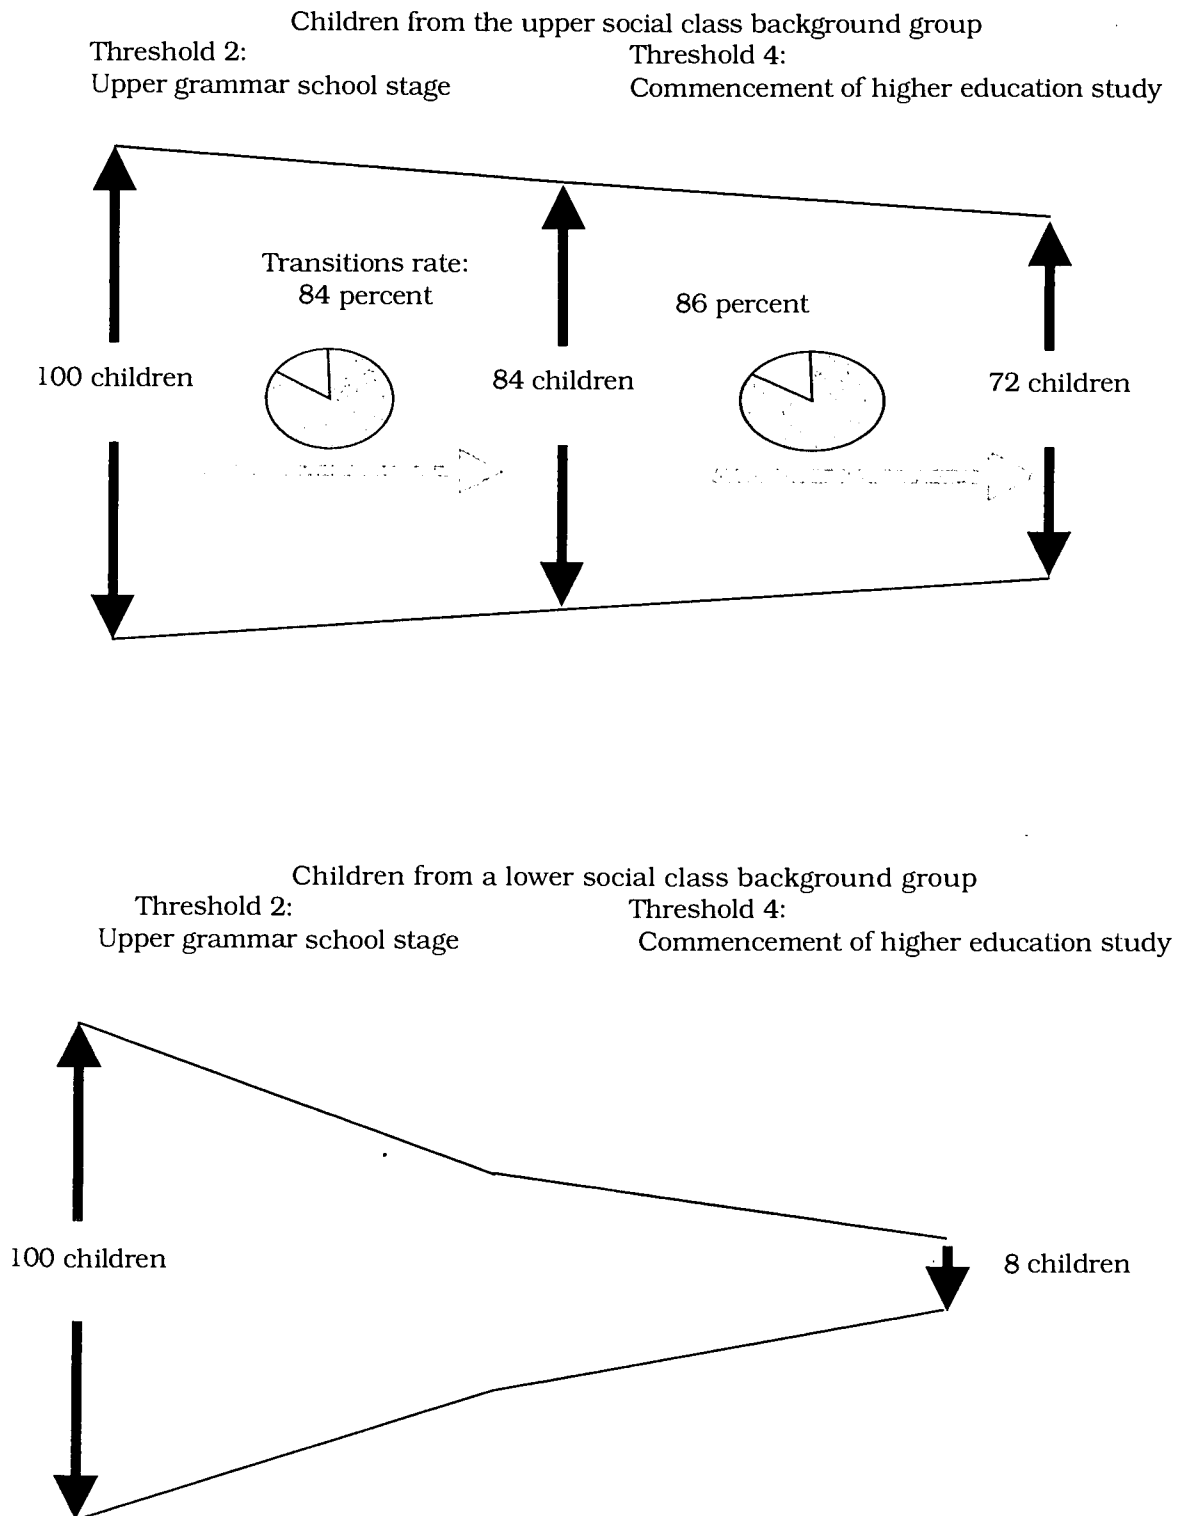 Children from the upper social class background group
Threshold 2:
Upper grammar school stage
Threshold 4:
Commencement of higher education study
Transitions rate:
84 percent
86 percent
100 children
84 children
72 children
Children from a lower social class background group
Threshold 2:
Upper grammar school stage
Threshold 4:
Commencement of higher education study
100 children
8 children